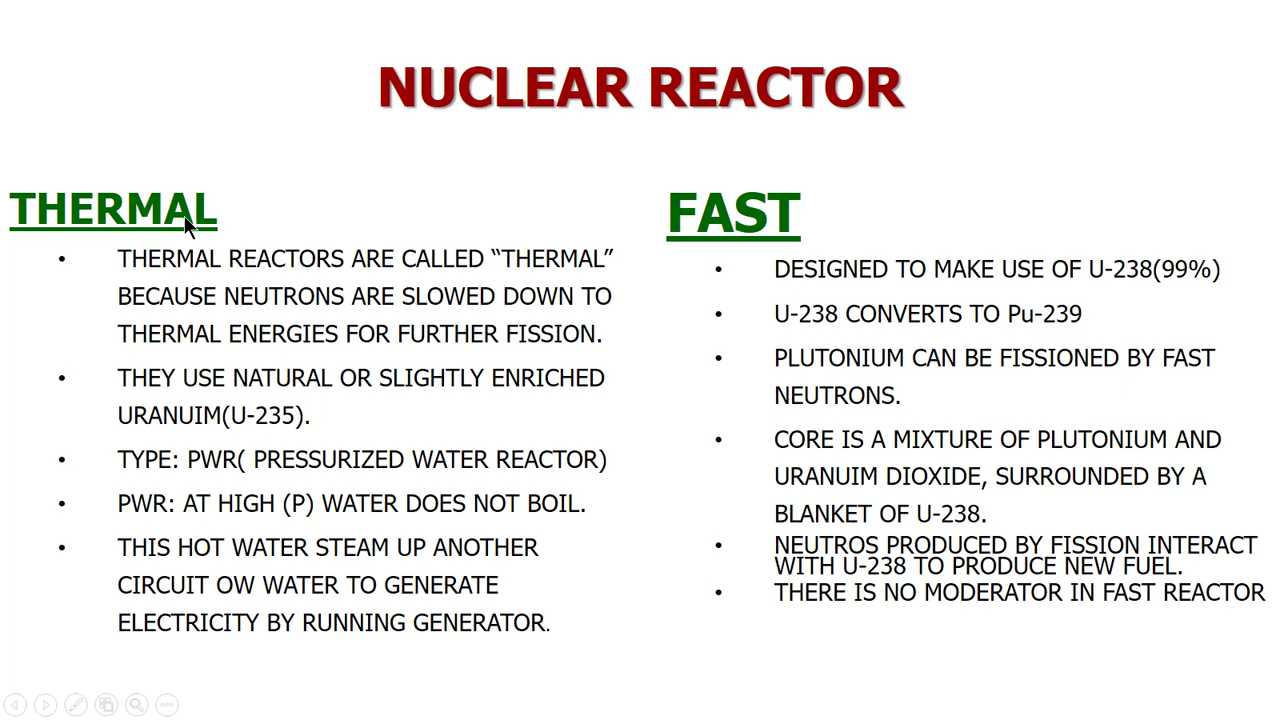 NUCLEAR REACTOR
THERMAL
• THERMAL REACTORS ARE CALLED “THERMAL”
BECAUSE NEUTRONS ARE SLOWED DOWN TO
THERMAL ENERGIES FOR FURTHER FISSION.
• THEY USE NATURAL OR SLIGHTLY ENRICHED
URANUIM(U-235).
• TYPE: PWR( PRESSURIZED WATER REACTOR)
• PWR: AT HIGH (P) WATER DOES NOT BOIL.
• THIS HOT WATER STEAM UP ANOTHER
CIRCUIT OW WATER TO GENERATE
ELECTRICITY BY RUNNING GENERATOR.
FAST
• DESIGNED TO MAKE USE OF U-238(99%)
• U-238 CONVERTS TO Pu-239
• PLUTONIUM CAN BE FISSIONED BY FAST
NEUTRONS.
• CORE IS A MIXTURE OF PLUTONIUM AND
URANUIM DIOXIDE, SURROUNDED BY A
BLANKET OF U-238.
• NEUTROS PRODUCED BY FISSION INTERACT
WITH U-238 TO PRODUCE NEW FUEL.
• THERE IS NO MODERATOR IN FAST REACTOR